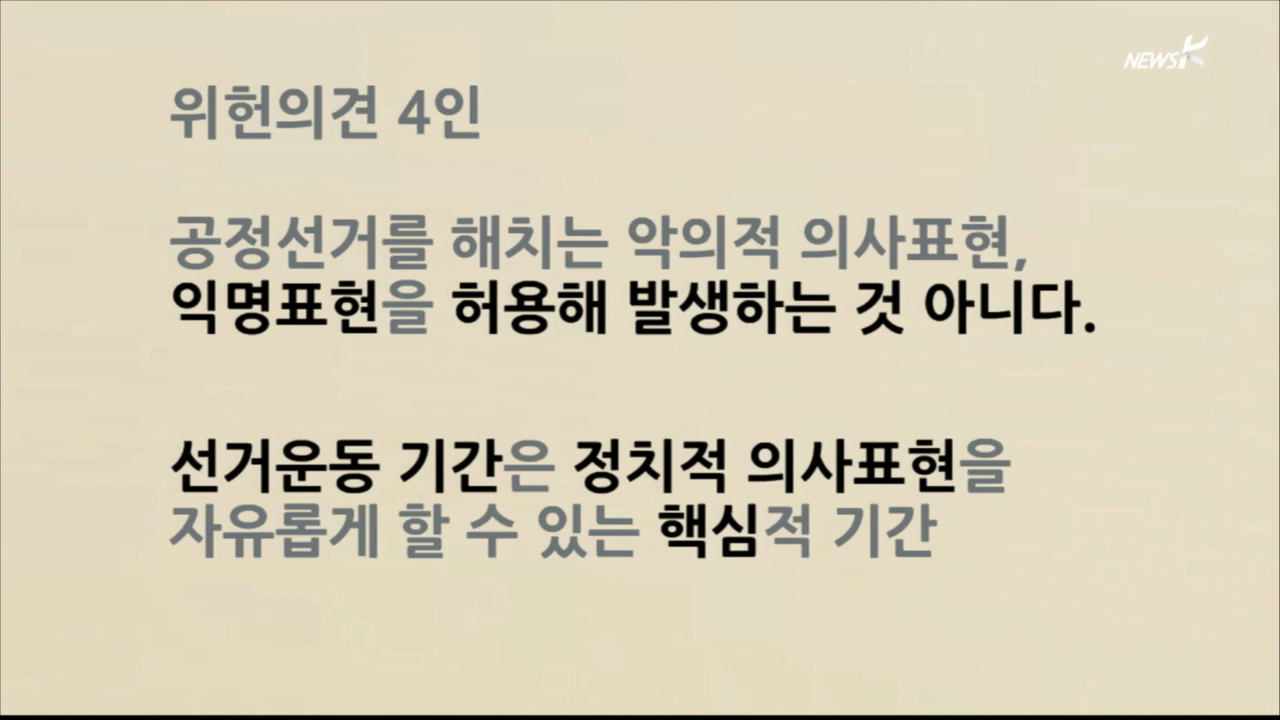 NEWSK
위헌의견 4인
공정선거를 해치는 악의적 의사표현,
익명표현을 허용해 발생하는 것 아니다.
선거운동 기간은 정치적 의사표현을
자유롭게 할 수 있는 핵심적 기간